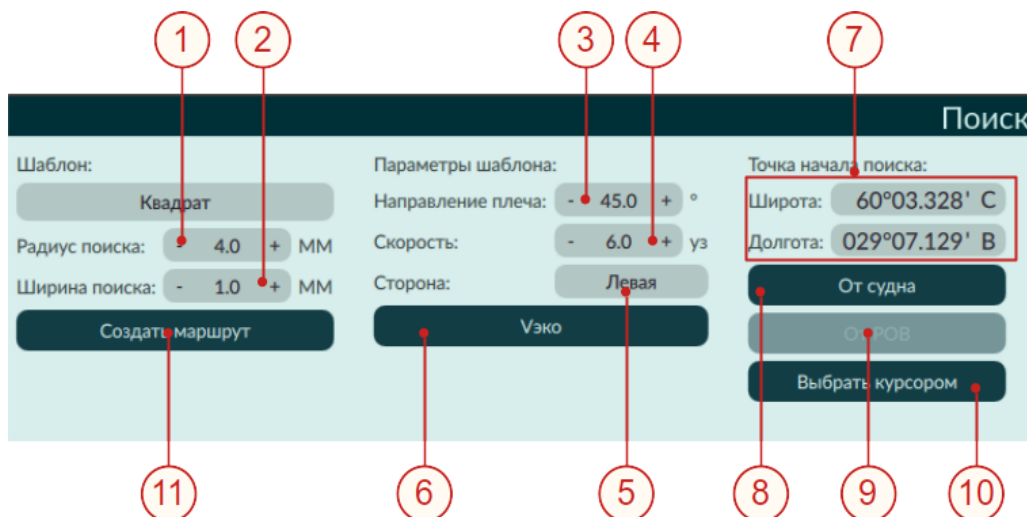 1 2 3 4 7
Поиск
Шаблон:
Квадрат
Радиус поиска: - 4.0 + ММ
Ширина поиска: - 1.0 + ММ
Создать маршрут
Параметры шаблона:
Направление плеча: - 45.0 + °
Скорость: - 6.0 + уз
Сторона: Левая
Vэко
Точка начала поиска:
Широта: 60°03.328' С
Долгота: 029°07.129' В
От судна
От РОВ
Выбрать курсором
11 6 5 8 9 10